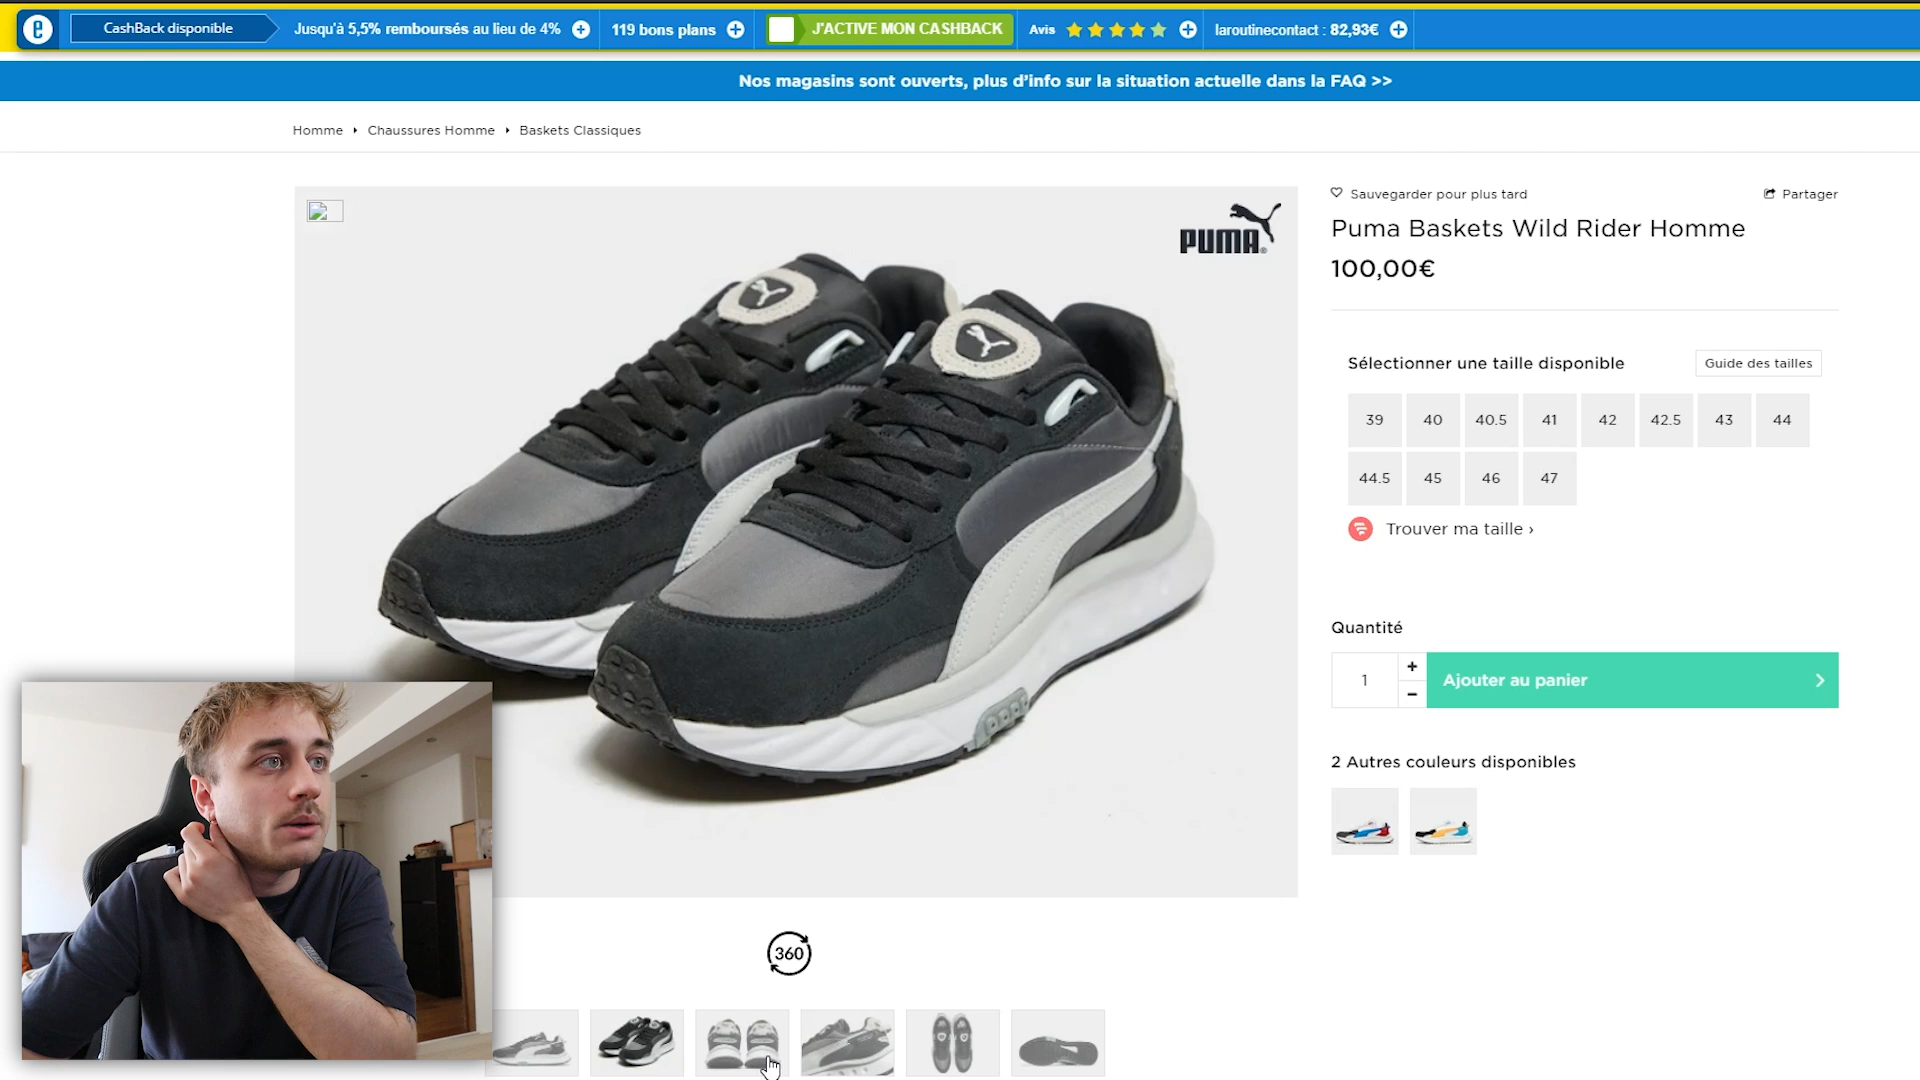 e
CashBack disponible
Jusqu'à 5,5% remboursés au lieu de 4%
119 bons plans
J'ACTIVE MON CASHBACK
Avis
laroutinecontact : 82,93€
Nos magasins sont ouverts, plus d'info sur la situation actuelle dans la FAQ >>
Homme
Chaussures Homme
Baskets Classiques
PUMA®
Sauvegarder pour plus tard
Partager
Puma Baskets Wild Rider Homme
100,00€
Sélectionner une taille disponible
Guide des tailles
39 40 40.5 41 42 42.5 43 44
44.5 45 46 47
Trouver ma taille ›
Quantité
1
+
-
Ajouter au panier
2 Autres couleurs disponibles
360